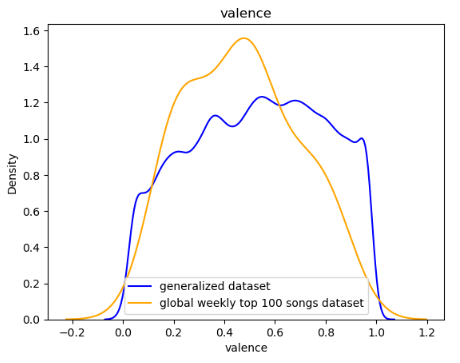 valence
1.6
1.4
1.2
1.0
0.8
0.6
0.4
0.2
0.0
Density
generalized dataset
global weekly top 100 songs dataset
−0.2 0.0 0.2 0.4 0.6 0.8 1.0 1.2
valence